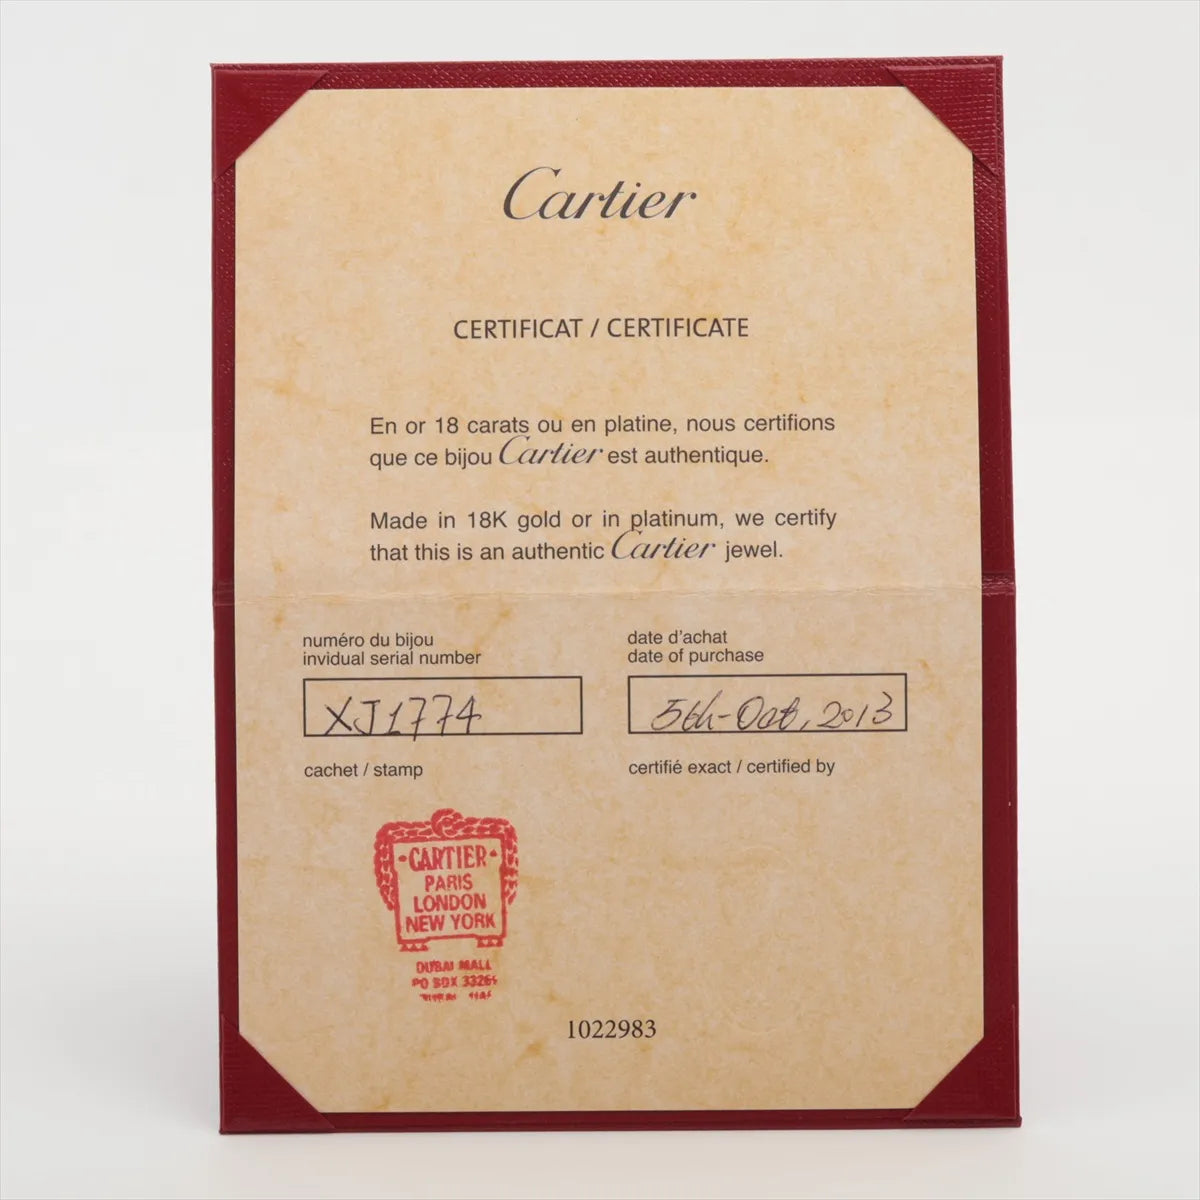 Cartier
CERTIFICAT / CERTIFICATE
En or 18 carats ou en platine, nous certifions
que ce bijou Cartier est authentique.
Made in 18K gold or in platinum, we certify
that this is an authentic Cartier jewel.
numéro du bijou
invidual serial number
XJ1774
date d'achat
date of purchase
5th-Oct, 2013
cachet / stamp
certifié exact / certified by
CARTIER
PARIS
LONDON
NEW YORK
DUBAI MALL
PO BOX
1022983